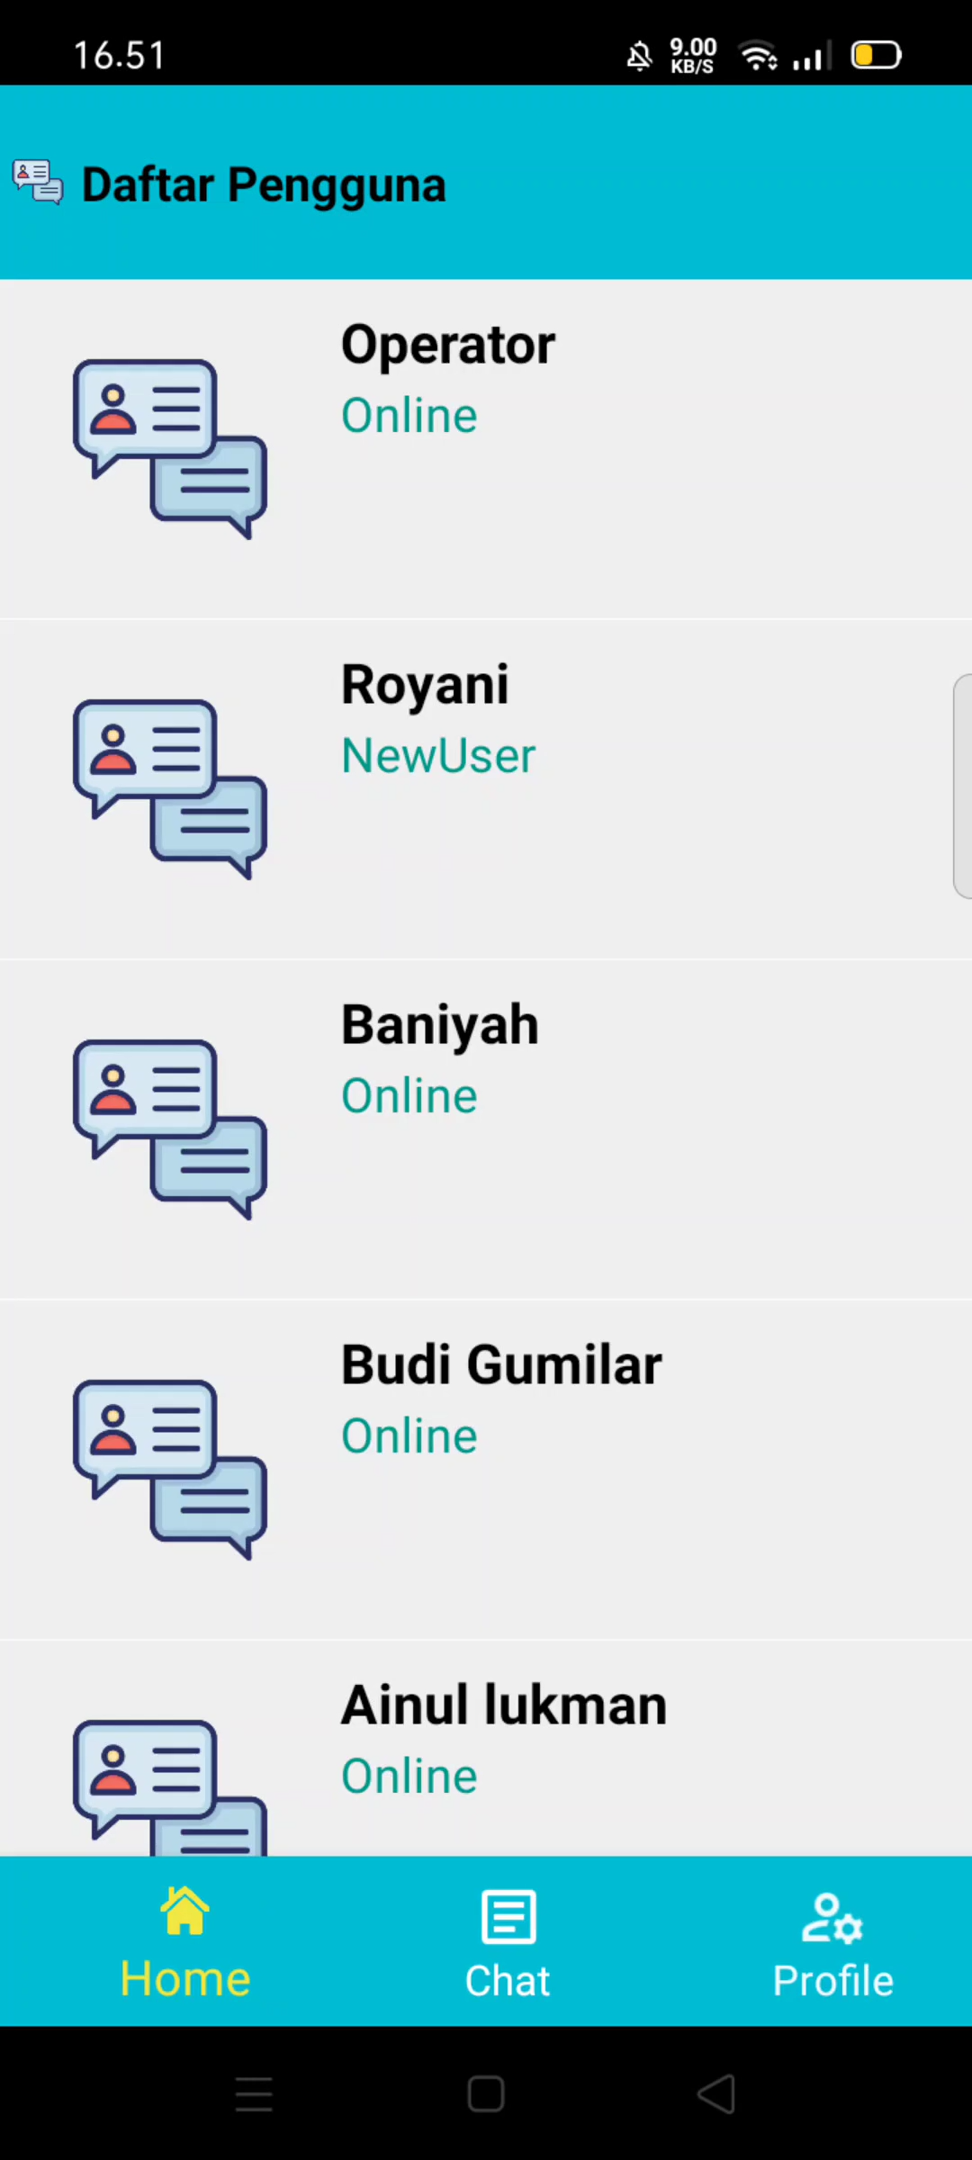 16.51
9.00
KB/S
Daftar Pengguna
Operator
Online
Royani
NewUser
Baniyah
Online
Budi Gumilar
Online
Ainul lukman
Online
Home
Chat
Profile